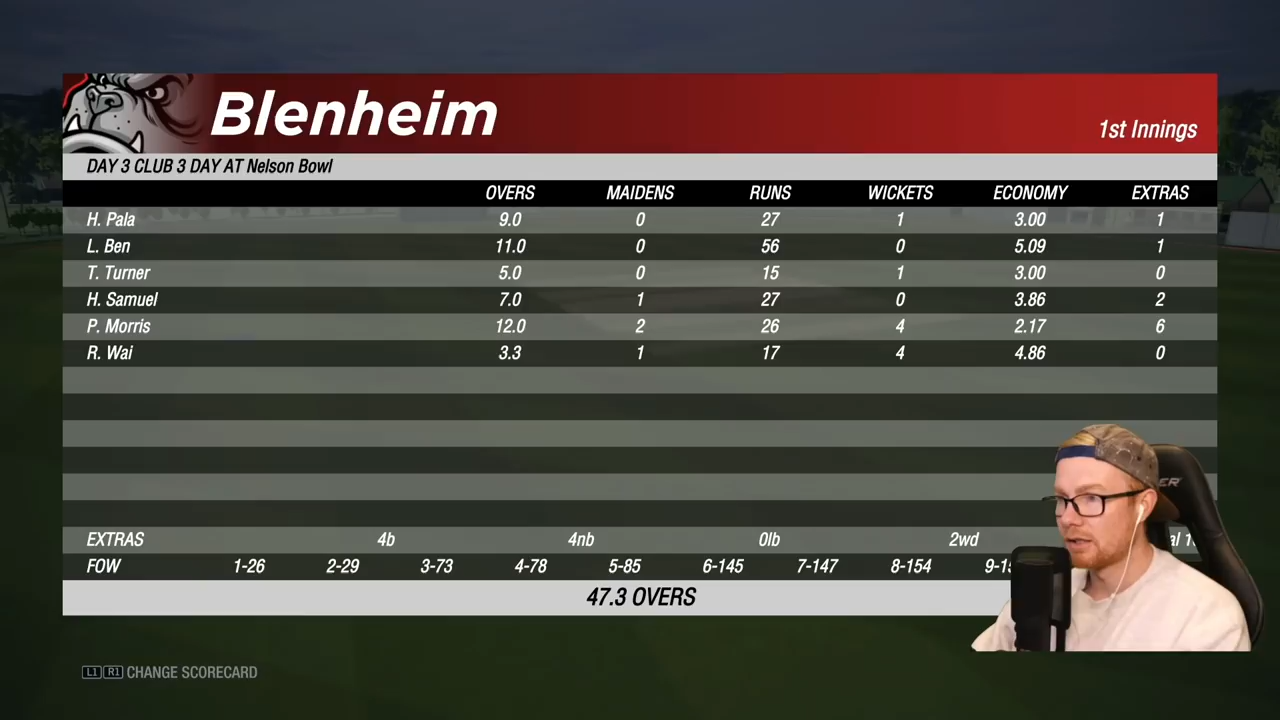 Blenheim
1st Innings
DAY 3 CLUB 3 DAY AT Nelson Bowl
OVERS MAIDENS RUNS WICKETS ECONOMY EXTRAS
H. Pala 9.0 0 27 1 3.00 1
L. Ben 11.0 0 56 0 5.09 1
T. Turner 5.0 0 15 1 3.00 0
H. Samuel 7.0 1 27 0 3.86 2
P. Morris 12.0 2 26 4 2.17 6
R. Wai 3.3 1 17 4 4.86 0
EXTRAS 4b 4nb 0lb 2wd
FOW 1-26 2-29 3-73 4-78 5-85 6-145 7-147 8-154
47.3 OVERS
L1 R1 CHANGE SCORECARD